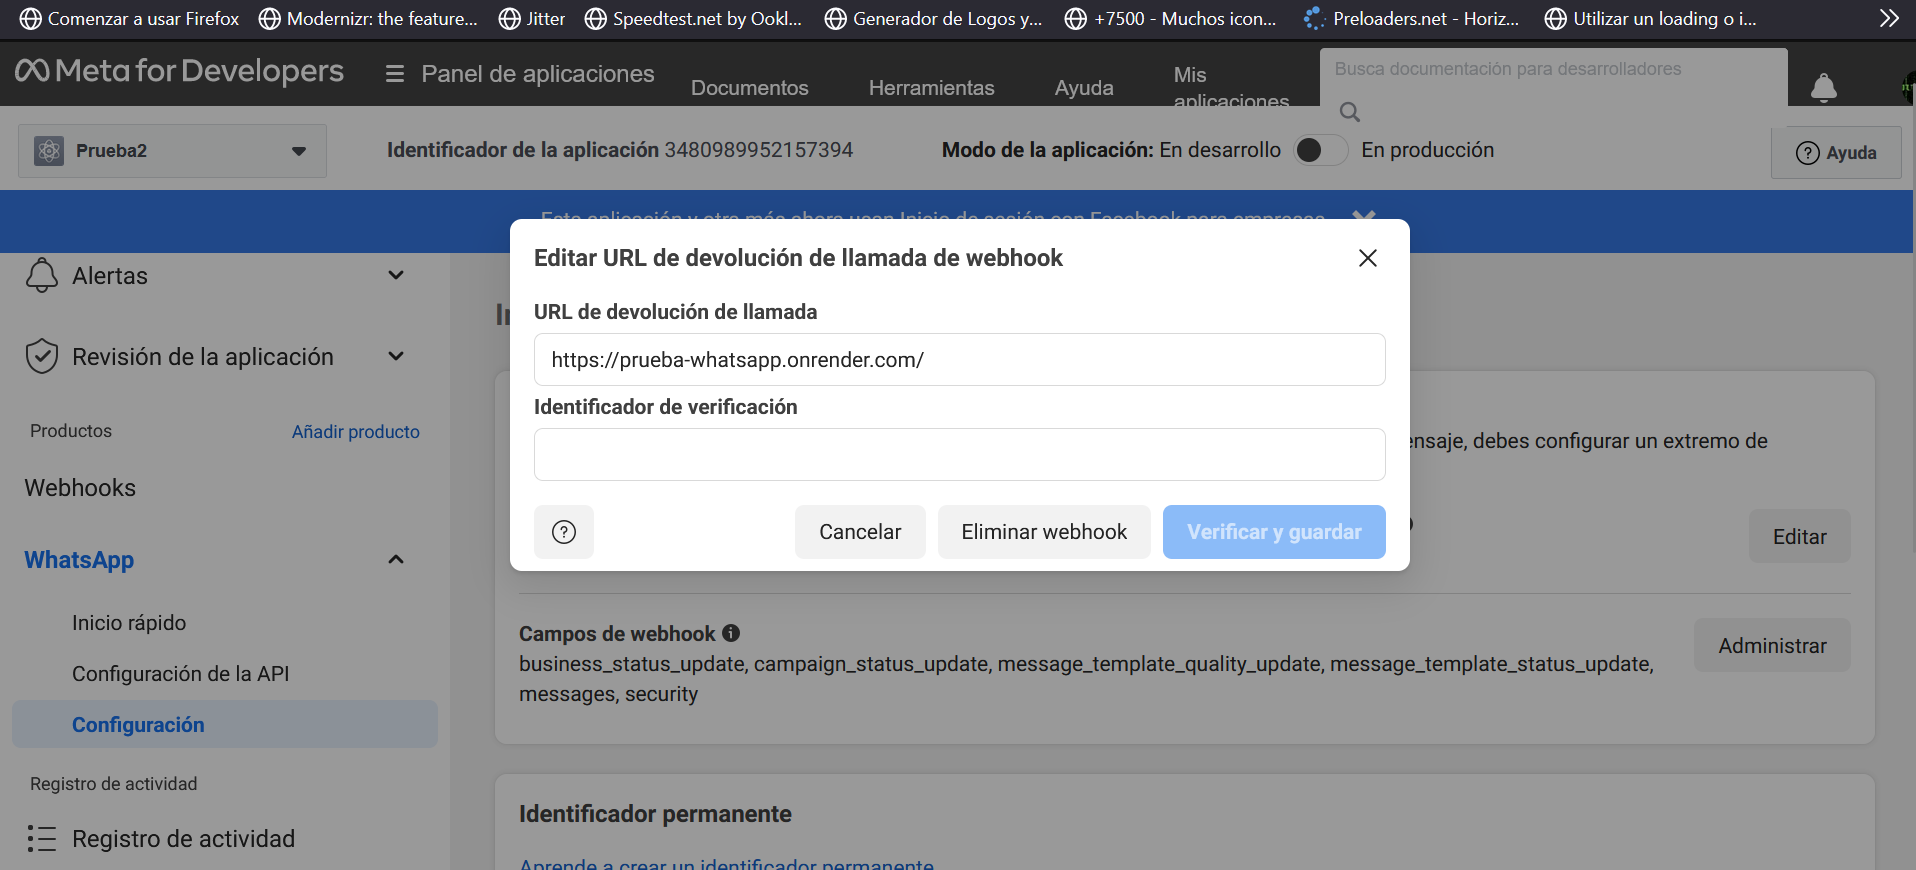 Comenzar a usar Firefox Modernizr: the feature... Jitter Speedtest.net by Ookl... Generador de Logos y... +7500 - Muchos icon... Preloaders.net - Horiz... Utilizar un loading o i...
Meta for Developers Panel de aplicaciones Documentos Herramientas Ayuda Mis aplicaciones Busca documentación para desarrolladores
Prueba2 Identificador de la aplicación 3480989952157394 Modo de la aplicación: En desarrollo En producción Ayuda
Esta aplicación y otra más ahora usan Inicio de sesión con Facebook para empresas
Alertas
Revisión de la aplicación
Productos Añadir producto
Webhooks
WhatsApp
Inicio rápido
Configuración de la API
Configuración
Registro de actividad
Registro de actividad
Editar URL de devolución de llamada de webhook
URL de devolución de llamada
https://prueba-whatsapp.onrender.com/
Identificador de verificación
Cancelar Eliminar webhook Verificar y guardar
ensaje, debes configurar un extremo de
Editar
Campos de webhook
business_status_update, campaign_status_update, message_template_quality_update, message_template_status_update,
messages, security
Administrar
Identificador permanente
Aprende a crear un identificador permanente